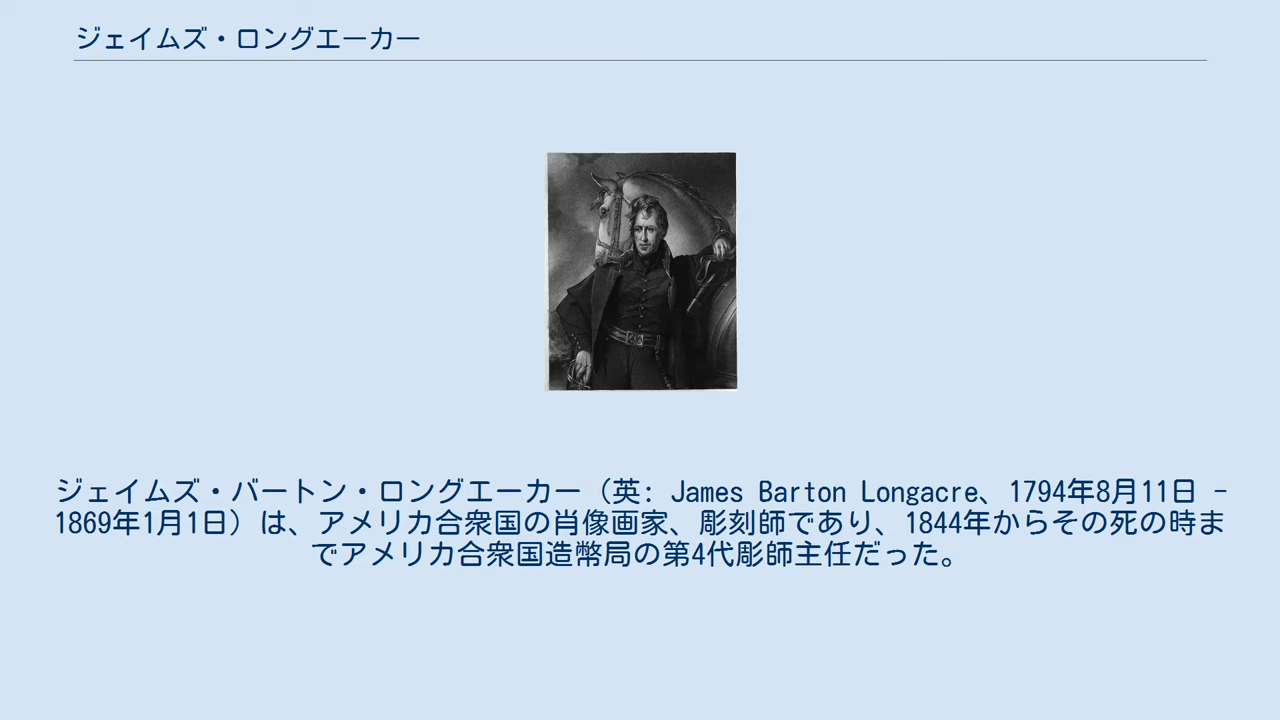 ジェイムズ・ロングエーカー
ジェイムズ・バートン・ロングエーカー（英: James Barton Longacre、1794年8月11日 -
1869年1月1日）は、アメリカ合衆国の肖像画家、彫刻師であり、1844年からその死の時ま
でアメリカ合衆国造幣局の第4代彫師主任だった。